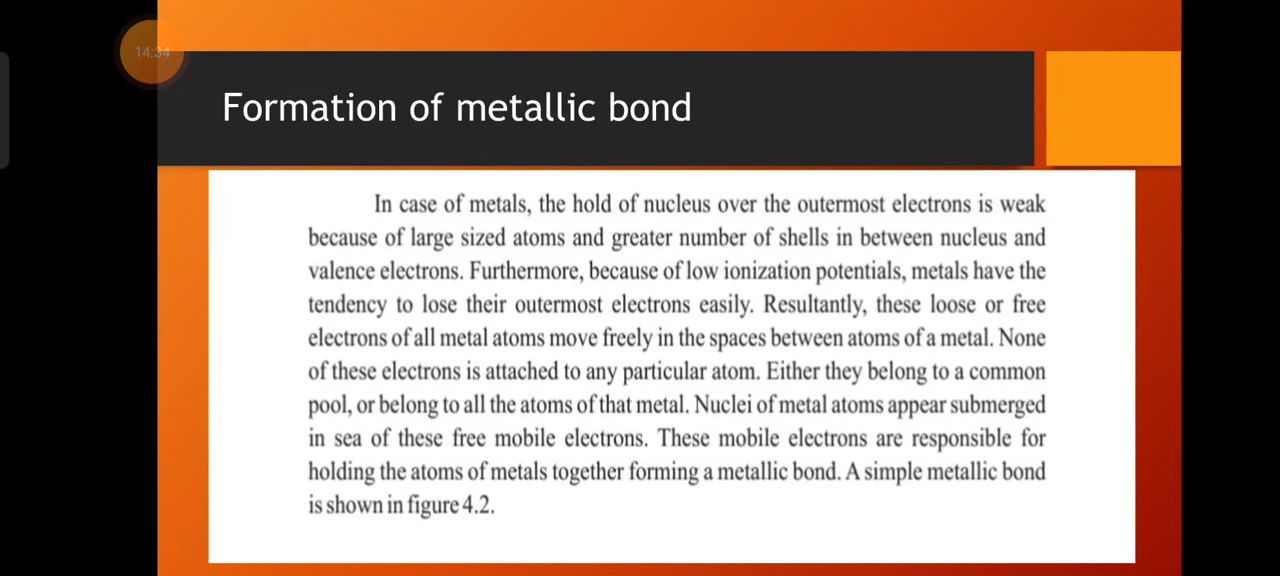 14:34
Formation of metallic bond
In case of metals, the hold of nucleus over the outermost electrons is weak
because of large sized atoms and greater number of shells in between nucleus and
valence electrons. Furthermore, because of low ionization potentials, metals have the
tendency to lose their outermost electrons easily. Resultantly, these loose or free
electrons of all metal atoms move freely in the spaces between atoms of a metal. None
of these electrons is attached to any particular atom. Either they belong to a common
pool, or belong to all the atoms of that metal. Nuclei of metal atoms appear submerged
in sea of these free mobile electrons. These mobile electrons are responsible for
holding the atoms of metals together forming a metallic bond. A simple metallic bond
is shown in figure 4.2.